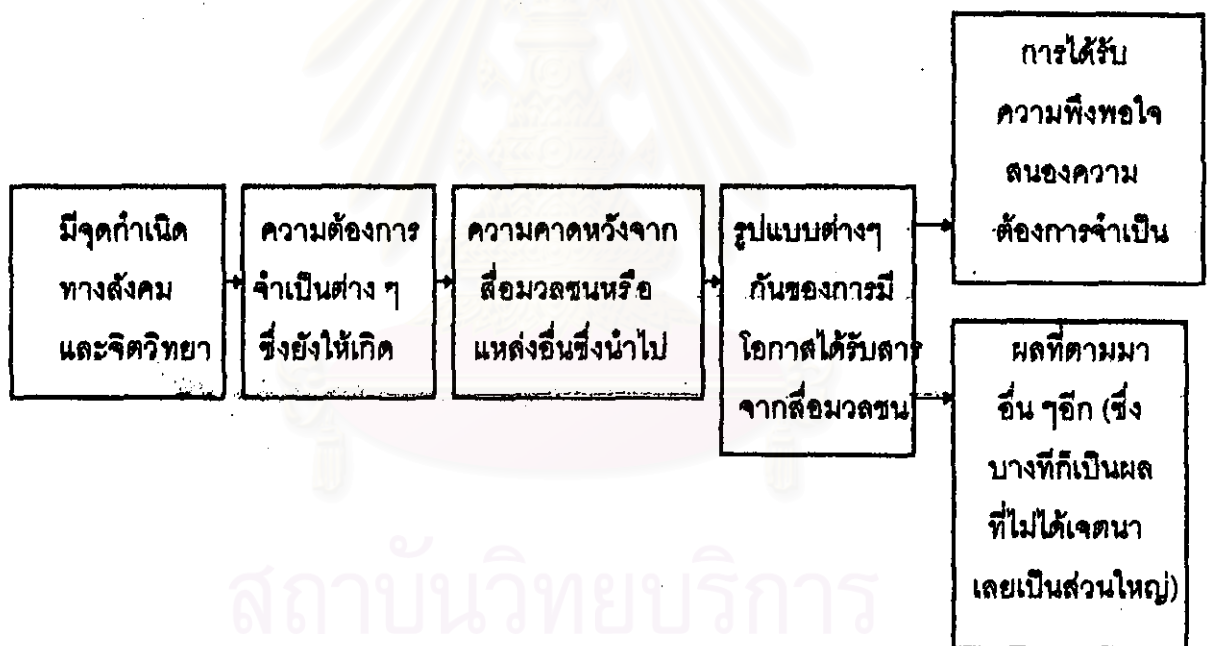 มีจุดกำเนิด
ทางสังคม
และจิตวิทยา
ความต้องการ
จำเป็นต่าง ๆ
ซึ่งยังให้เกิด
ความคาดหวังจาก
สื่อมวลชนหรือ
แหล่งอื่นซึ่งนำไป
รูปแบบต่างๆ
กันของการมี
โอกาสได้รับสาร
จากสื่อมวลชน
การได้รับ
ความพึงพอใจ
สนองความ
ต้องการจำเป็น
ผลที่ตามมา
อื่น ๆอีก (ซึ่ง
บางทีก็เป็นผล
ที่ไม่ได้เจตนา
เลยเป็นส่วนใหญ่)
สถาบันวิทยบริการ